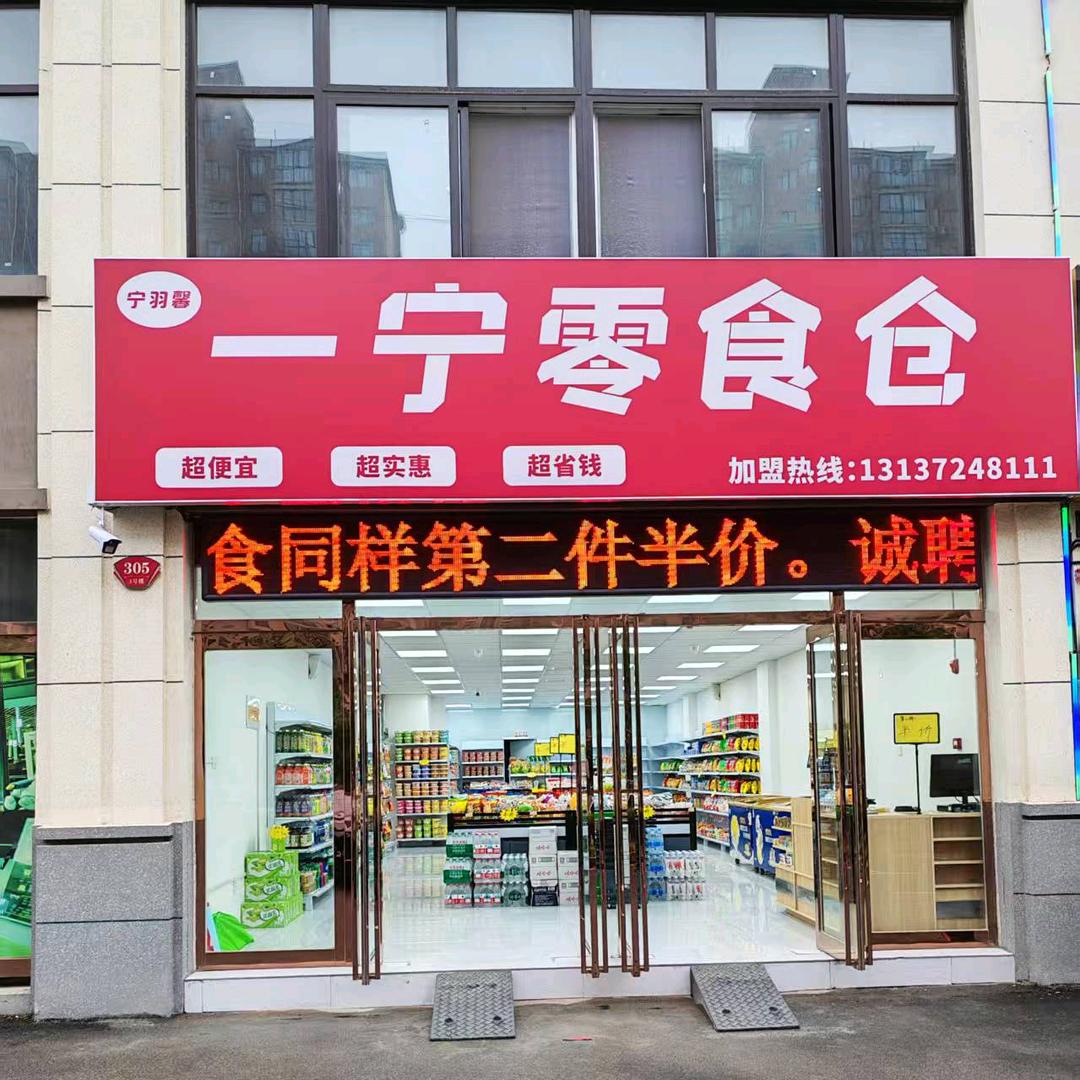 宁羽馨
一宁零食仓
超便宜 超实惠 超省钱 加盟热线:13137248111
食同样第二件半价。诚聘
305
半价